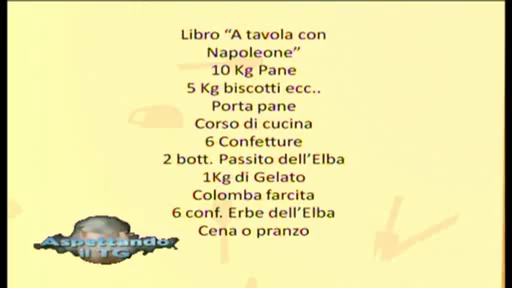 Libro “A tavola con
Napoleone”
10 Kg Pane
5 Kg biscotti ecc..
Porta pane
Corso di cucina
6 Confetture
2 bott. Passito dell’Elba
1Kg di Gelato
Colomba farcita
6 conf. Erbe dell’Elba
Cena o pranzo
Aspettando
il TG